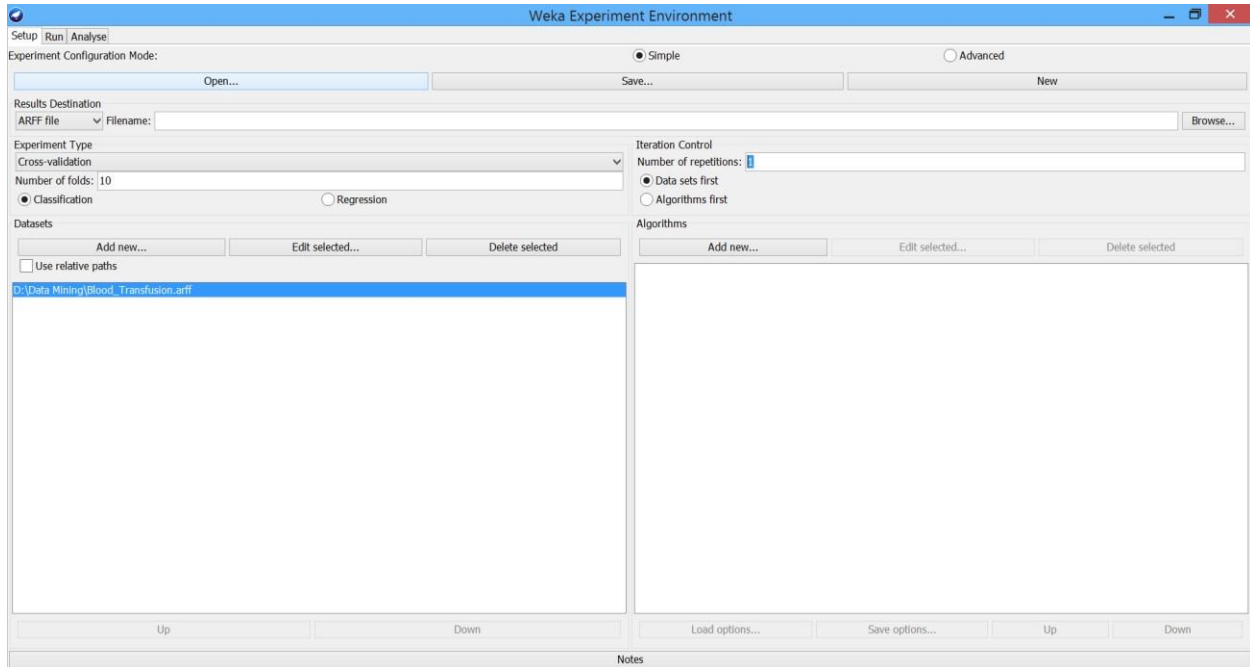 Weka Experiment Environment
Setup Run Analyse
Experiment Configuration Mode: Simple Advanced
Open... Save... New
Results Destination
ARFF file Filename: Browse...
Experiment Type Iteration Control
Cross-validation Number of repetitions: 1
Number of folds: 10 Data sets first
Classification Regression Algorithms first
Datasets Algorithms
Add new... Edit selected... Delete selected Add new... Edit selected... Delete selected
Use relative paths
D:\Data Mining\Blood_Transfusion.arff
Up Down Load options... Save options... Up Down
Notes